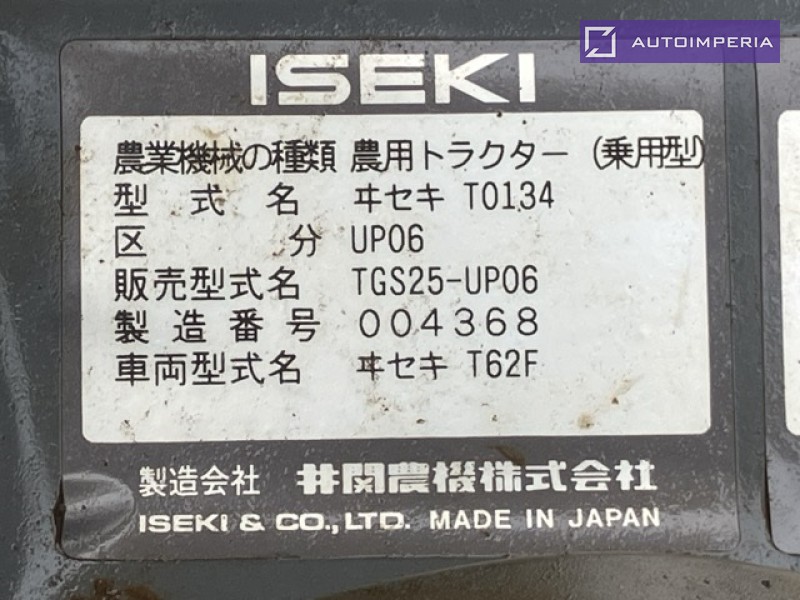 AUTOIMPERIA
ISEKI
農業機械の種類 農用トラクター (乗用型)
型式名 ヰセキ T0134
区分 UP06
販売型式名 TGS25-UP06
製造番号 004368
車両型式名 ヰセキ T62F
製造会社 井関農機株式会社
ISEKI & CO., LTD. MADE IN JAPAN